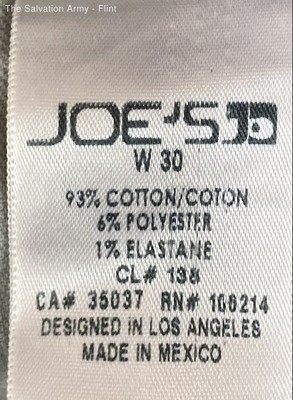 The Salvation Army - Flint
JOE'S
W 30
93% COTTON/COTON
6% POLYESTER
1% ELASTANE
CL# 138
CA# 35037 RN# 106214
DESIGNED IN LOS ANGELES
MADE IN MEXICO